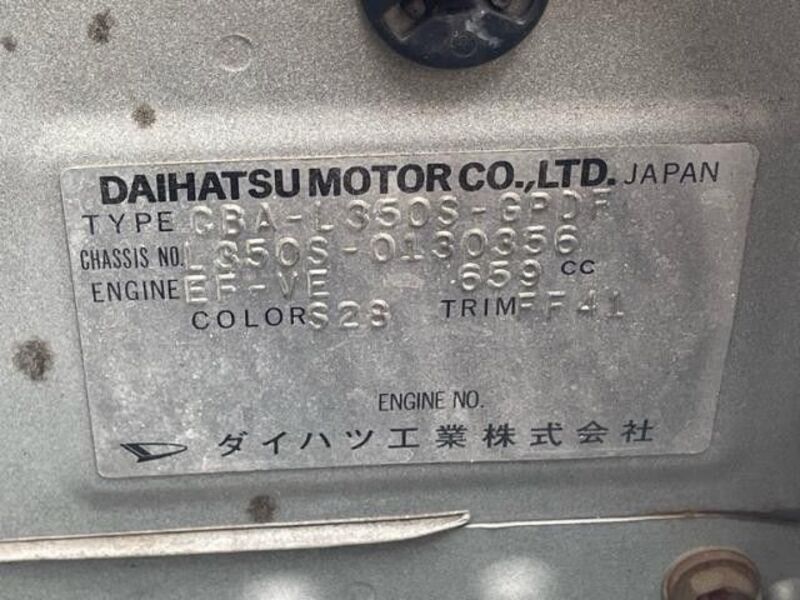 DAIHATSU MOTOR CO.,LTD. JAPAN
TYPE CBA-L350S-GPDF
CHASSIS NO. L350S-0130356
ENGINE EF-VE 659 CC
COLOR S28 TRIM FF41
ENGINE NO.
ダイハツ工業株式会社